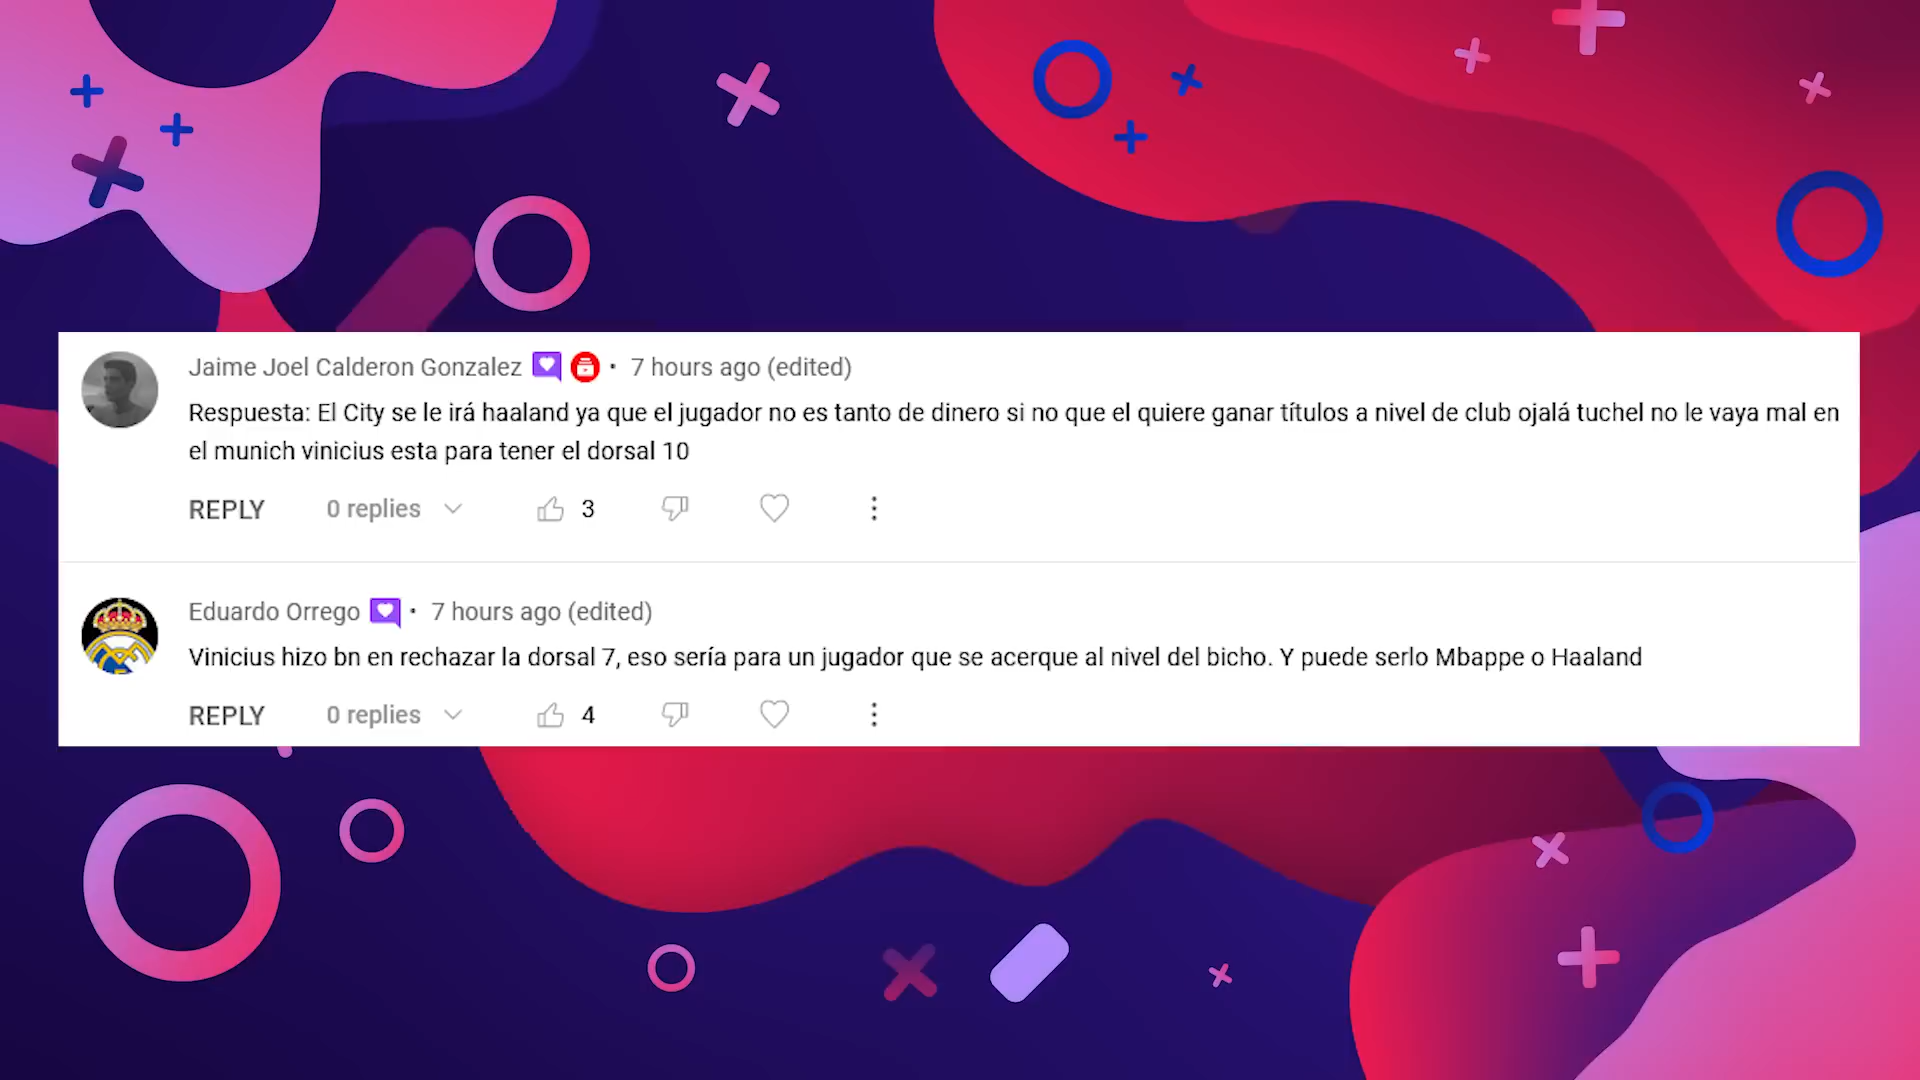 Jaime Joel Calderon Gonzalez • 7 hours ago (edited)
Respuesta: El City se le irá haaland ya que el jugador no es tanto de dinero si no que el quiere ganar títulos a nivel de club ojalá tuchel no le vaya mal en
el munich vinicius esta para tener el dorsal 10
REPLY 0 replies 3
Eduardo Orrego • 7 hours ago (edited)
Vinicius hizo bn en rechazar la dorsal 7, eso sería para un jugador que se acerque al nivel del bicho. Y puede serlo Mbappe o Haaland
REPLY 0 replies 4